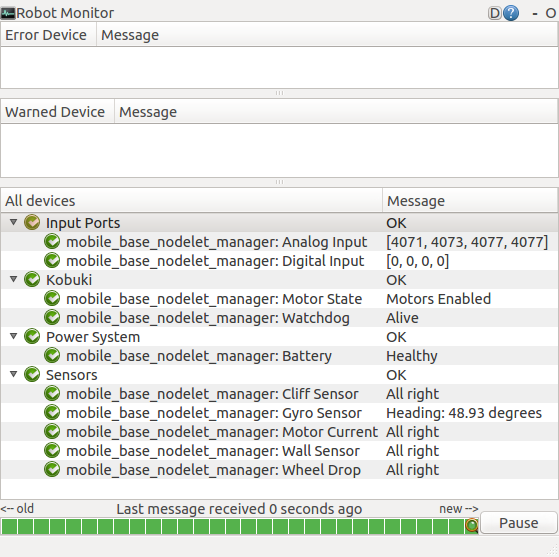 Robot Monitor D ? - O
Error Device Message
Warned Device Message
All devices Message
Input Ports OK
mobile_base_nodelet_manager: Analog Input [4071, 4073, 4077, 4077]
mobile_base_nodelet_manager: Digital Input [0, 0, 0, 0]
Kobuki OK
mobile_base_nodelet_manager: Motor State Motors Enabled
mobile_base_nodelet_manager: Watchdog Alive
Power System OK
mobile_base_nodelet_manager: Battery Healthy
Sensors OK
mobile_base_nodelet_manager: Cliff Sensor All right
mobile_base_nodelet_manager: Gyro Sensor Heading: 48.93 degrees
mobile_base_nodelet_manager: Motor Current All right
mobile_base_nodelet_manager: Wall Sensor All right
mobile_base_nodelet_manager: Wheel Drop All right
<-- old Last message received 0 seconds ago new -->
Pause